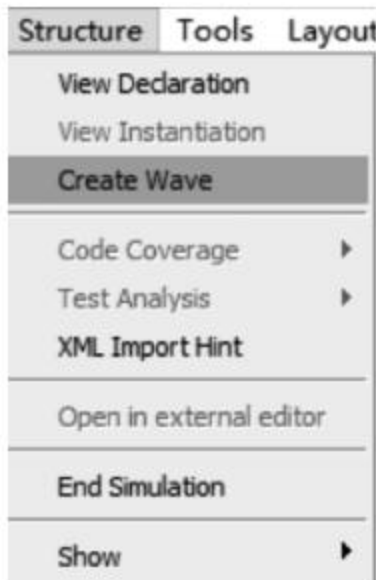 Structure Tools Layout
View Declaration
View Instantiation
Create Wave
Code Coverage
Test Analysis
XML Import Hint
Open in external editor
End Simulation
Show